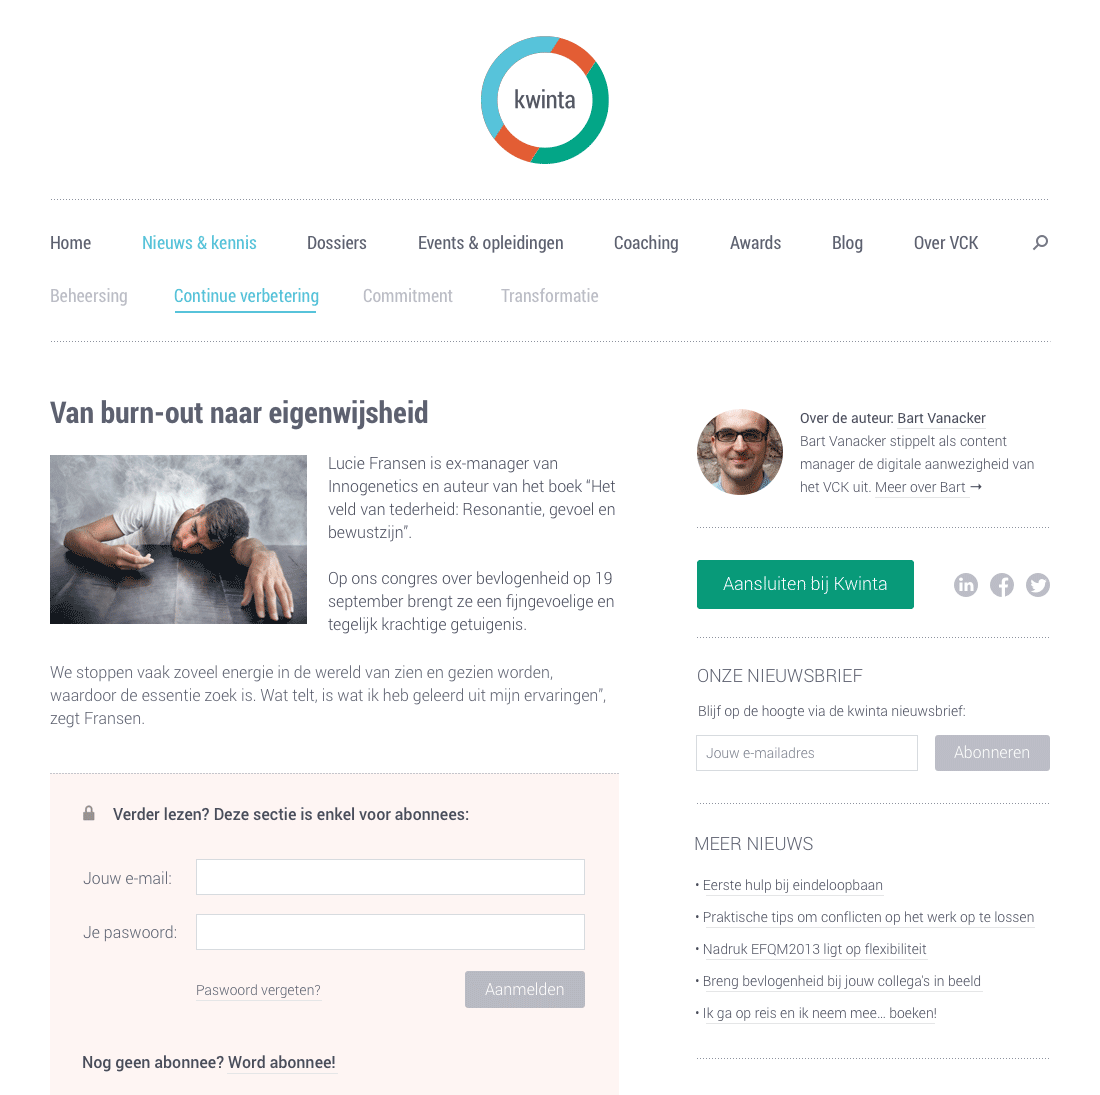 kwinta
Home Nieuws & kennis Dossiers Events & opleidingen Coaching Awards Blog Over VCK
Beheersing Continue verbetering Commitment Transformatie
Van burn-out naar eigenwijsheid
Lucie Fransen is ex-manager van
Innogenetics en auteur van het boek “Het
veld van tederheid: Resonantie, gevoel en
bewustzijn”.
Op ons congres over bevlogenheid op 19
september brengt ze een fijngevoelige en
tegelijk krachtige getuigenis.
We stoppen vaak zoveel energie in de wereld van zien en gezien worden,
waardoor de essentie zoek is. Wat telt, is wat ik heb geleerd uit mijn ervaringen”,
zegt Fransen.
Verder lezen? Deze sectie is enkel voor abonnees:
Jouw e-mail:
Je paswoord:
Paswoord vergeten? Aanmelden
Nog geen abonnee? Word abonnee!
Over de auteur: Bart Vanacker
Bart Vanacker stippelt als content
manager de digitale aanwezigheid van
het VCK uit. Meer over Bart →
Aansluiten bij Kwinta
ONZE NIEUWSBRIEF
Blijf op de hoogte via de kwinta nieuwsbrief:
Jouw e-mailadres Abonneren
MEER NIEUWS
• Eerste hulp bij eindeloopbaan
• Praktische tips om conflicten op het werk op te lossen
• Nadruk EFQM2013 ligt op flexibiliteit
• Breng bevlogenheid bij jouw collega's in beeld
• Ik ga op reis en ik neem mee... boeken!